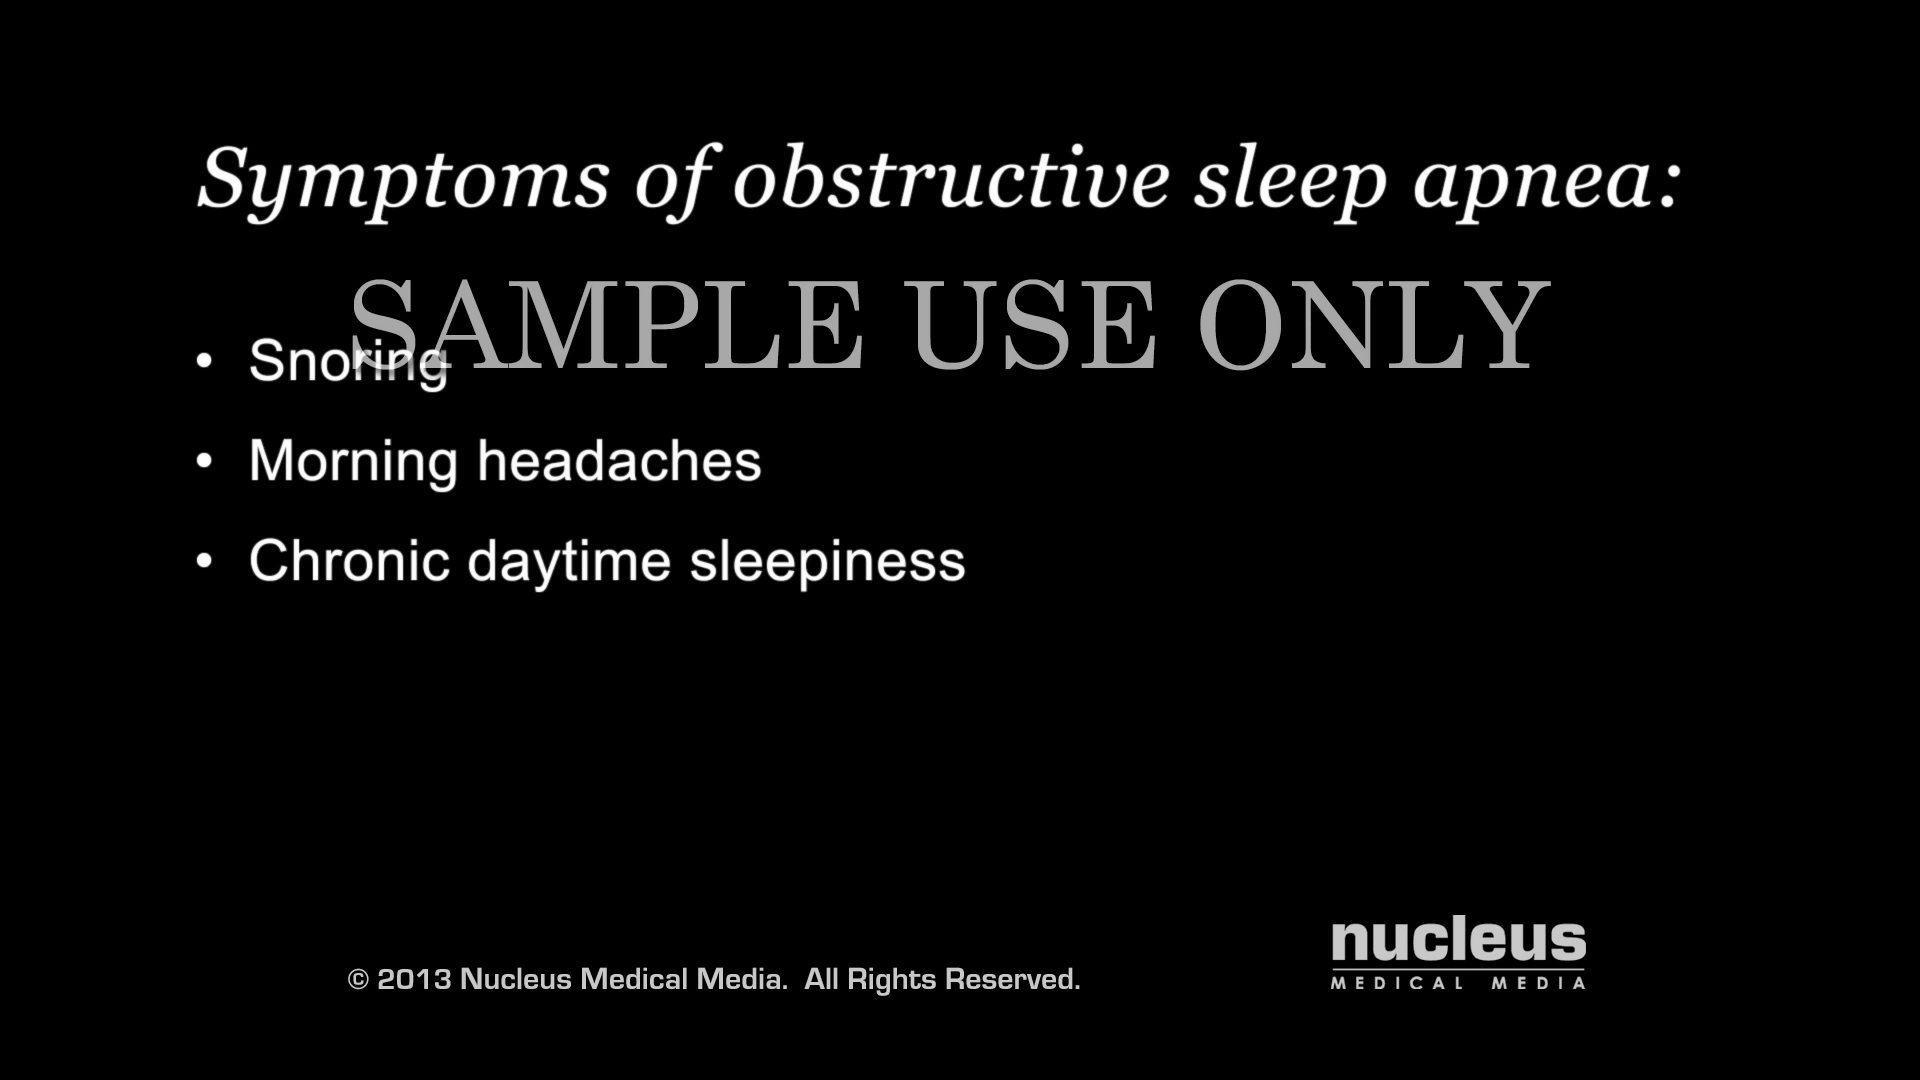 Symptoms of obstructive sleep apnea:
SAMPLE USE ONLY
• Snoring
• Morning headaches
• Chronic daytime sleepiness
© 2013 Nucleus Medical Media. All Rights Reserved.
nucleus
MEDICAL MEDIA